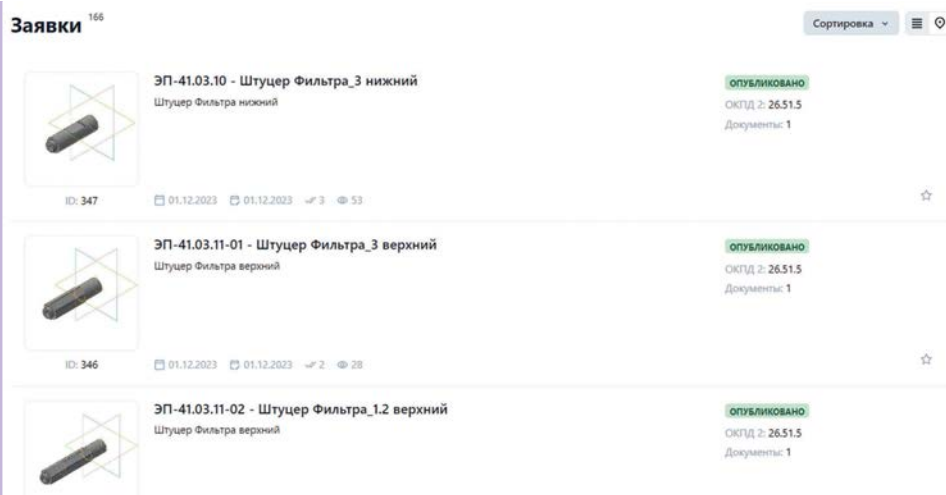 Заявки 166
Сортировка
ЭП-41.03.10 - Штуцер Фильтра_3 нижний
Штуцер Фильтра нижний
ОПУБЛИКОВАНО
ОКПД 2: 26.51.5
Документы: 1
ID: 347
01.12.2023 01.12.2023 3 53
ЭП-41.03.11-01 - Штуцер Фильтра_3 верхний
Штуцер Фильтра верхний
ОПУБЛИКОВАНО
ОКПД 2: 26.51.5
Документы: 1
ID: 346
01.12.2023 01.12.2023 2 28
ЭП-41.03.11-02 - Штуцер Фильтра_1.2 верхний
Штуцер Фильтра верхний
ОПУБЛИКОВАНО
ОКПД 2: 26.51.5
Документы: 1